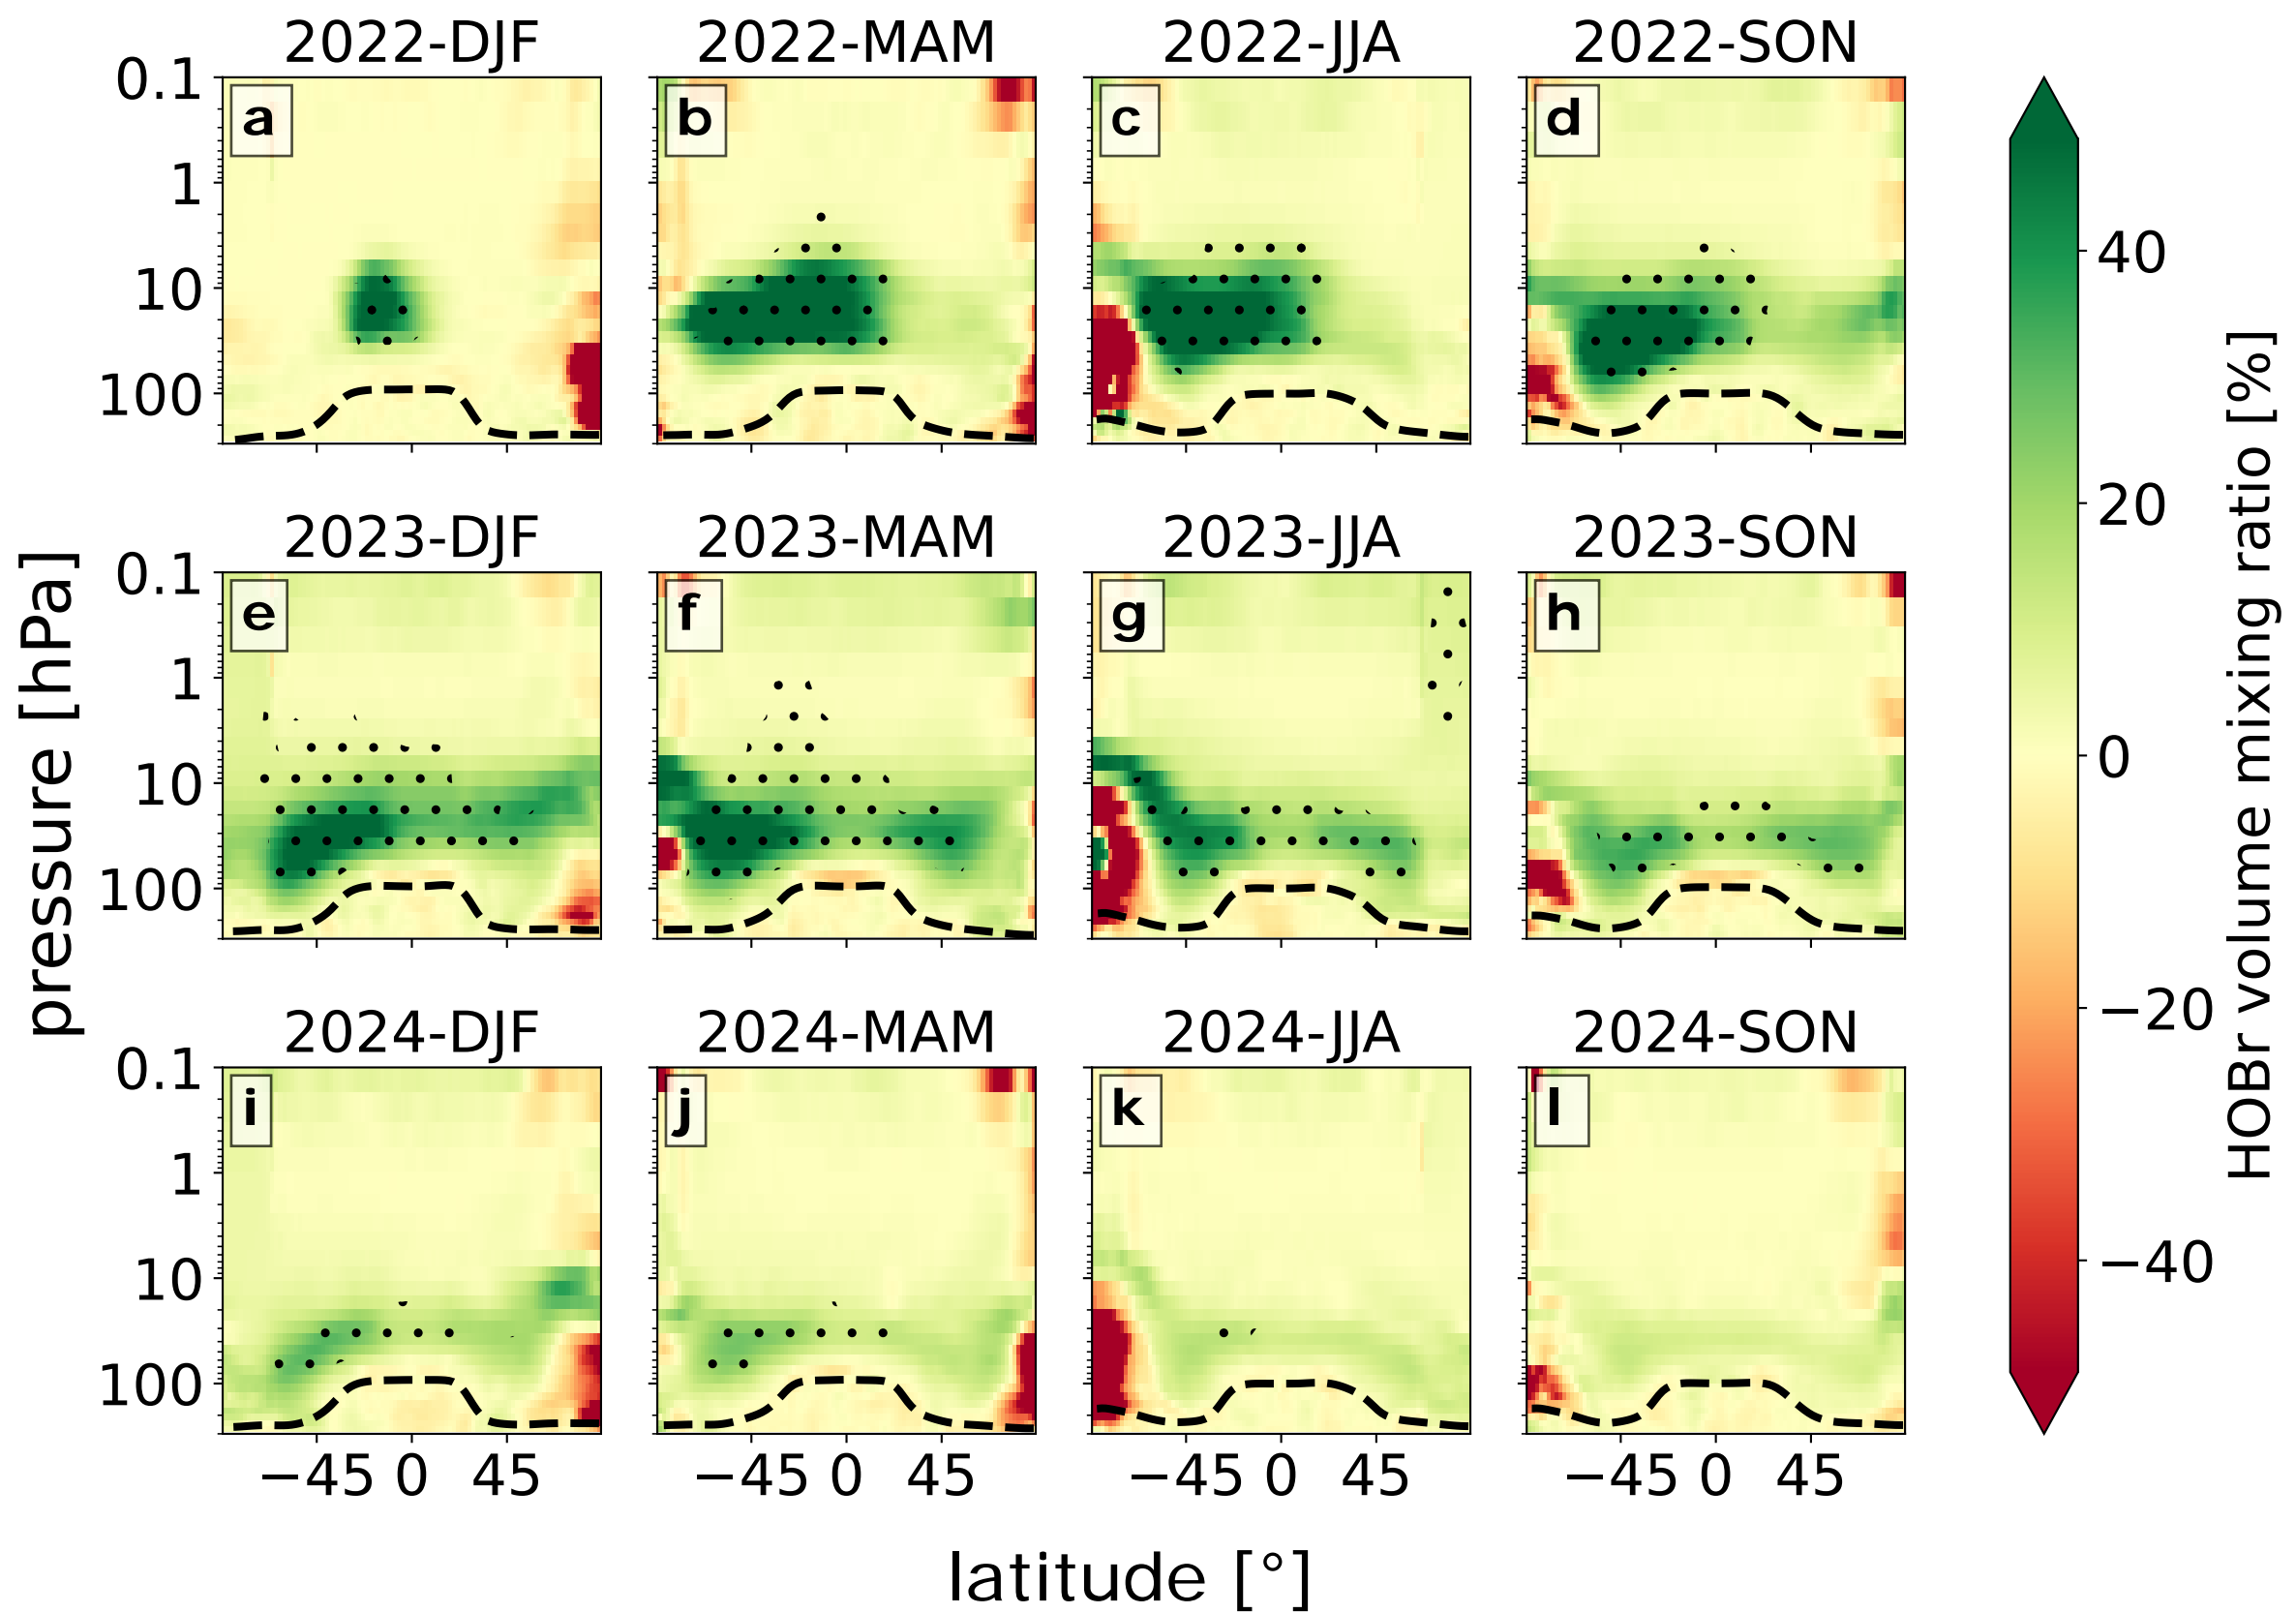 2022-DJF 2022-MAM 2022-JJA 2022-SON
a b c d
0.1
1
10
100
2023-DJF 2023-MAM 2023-JJA 2023-SON
e f g h
0.1
1
10
100
2024-DJF 2024-MAM 2024-JJA 2024-SON
i j k l
0.1
1
10
100
−45 0 45 −45 0 45 −45 0 45 −45 0 45
pressure [hPa]
latitude [°]
40
20
0
−20
−40
HOBr volume mixing ratio [%]